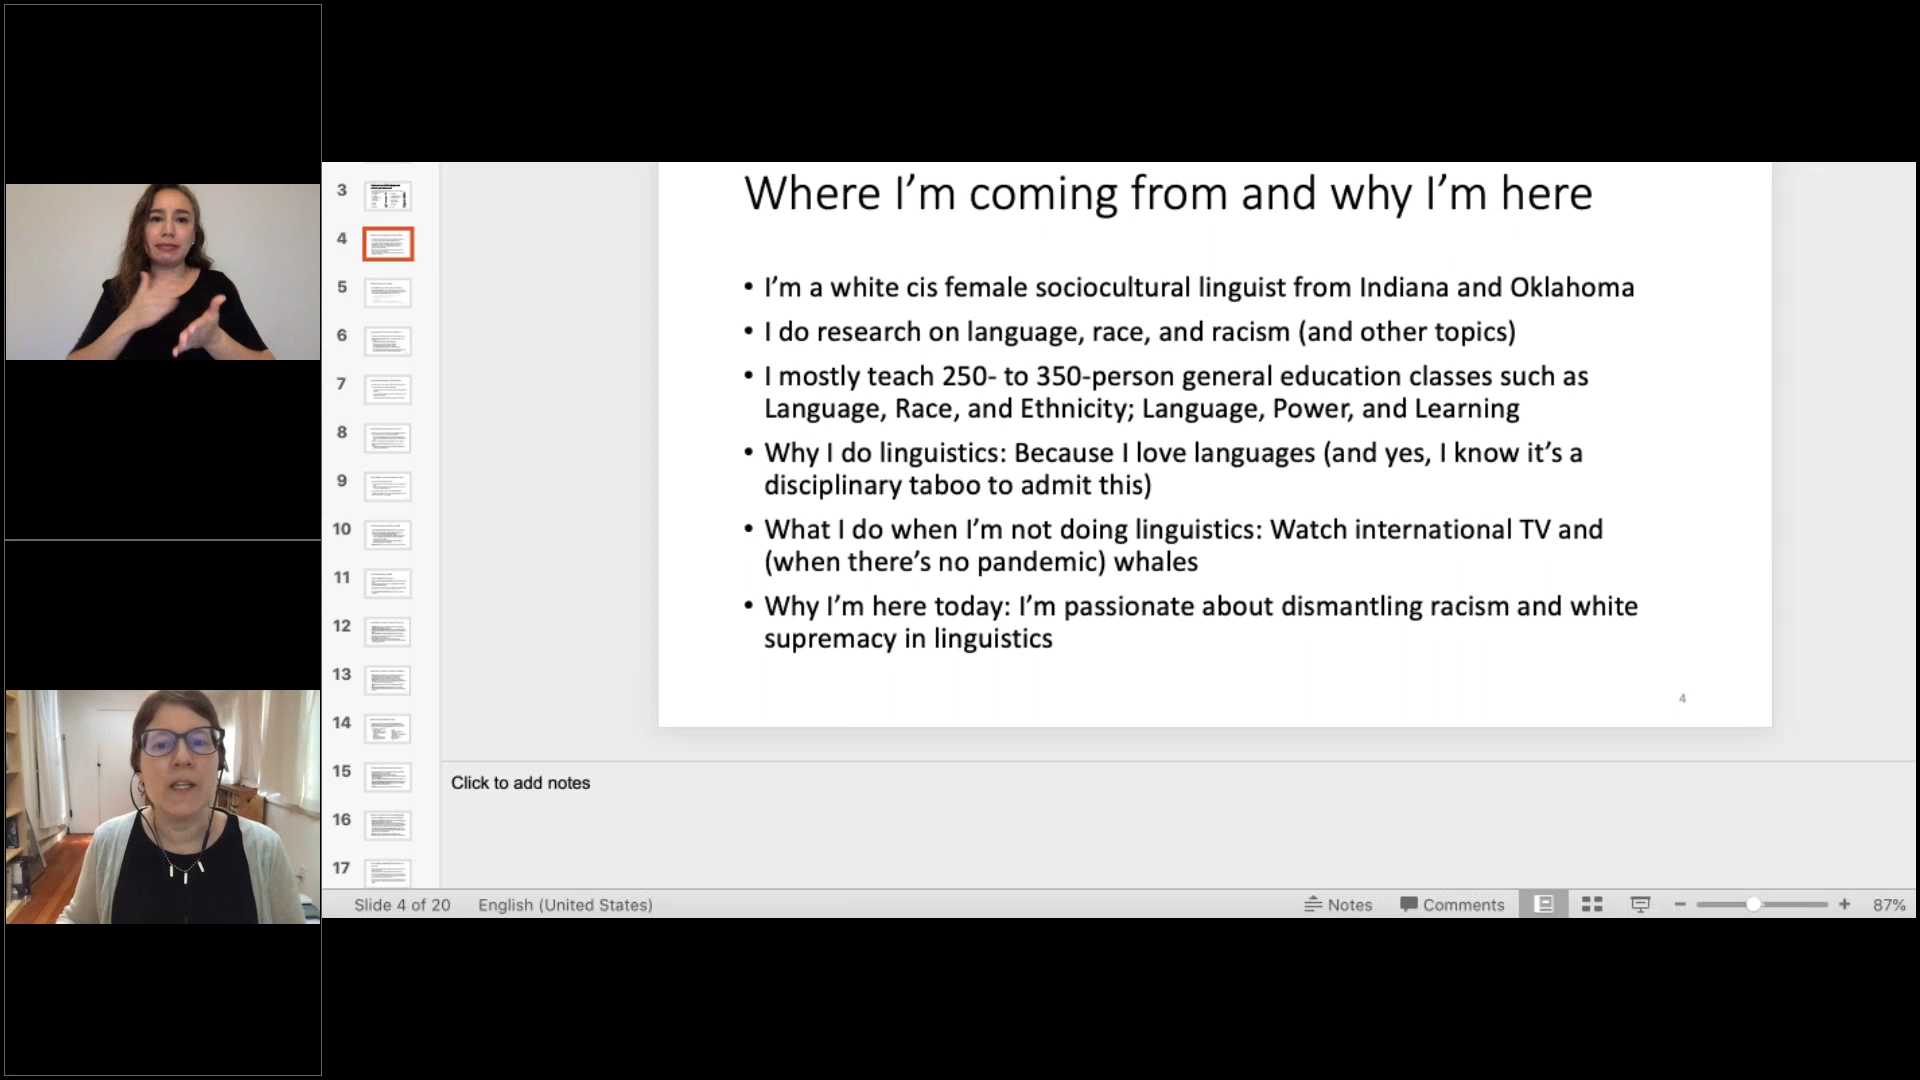 3
4
5
6
7
8
9
10
11
12
13
14
15
16
17
Where I’m coming from and why I’m here
• I’m a white cis female sociocultural linguist from Indiana and Oklahoma
• I do research on language, race, and racism (and other topics)
• I mostly teach 250- to 350-person general education classes such as
Language, Race, and Ethnicity; Language, Power, and Learning
• Why I do linguistics: Because I love languages (and yes, I know it’s a
disciplinary taboo to admit this)
• What I do when I’m not doing linguistics: Watch international TV and
(when there’s no pandemic) whales
• Why I’m here today: I’m passionate about dismantling racism and white
supremacy in linguistics
4
Click to add notes
Slide 4 of 20 English (United States) Notes Comments 87%